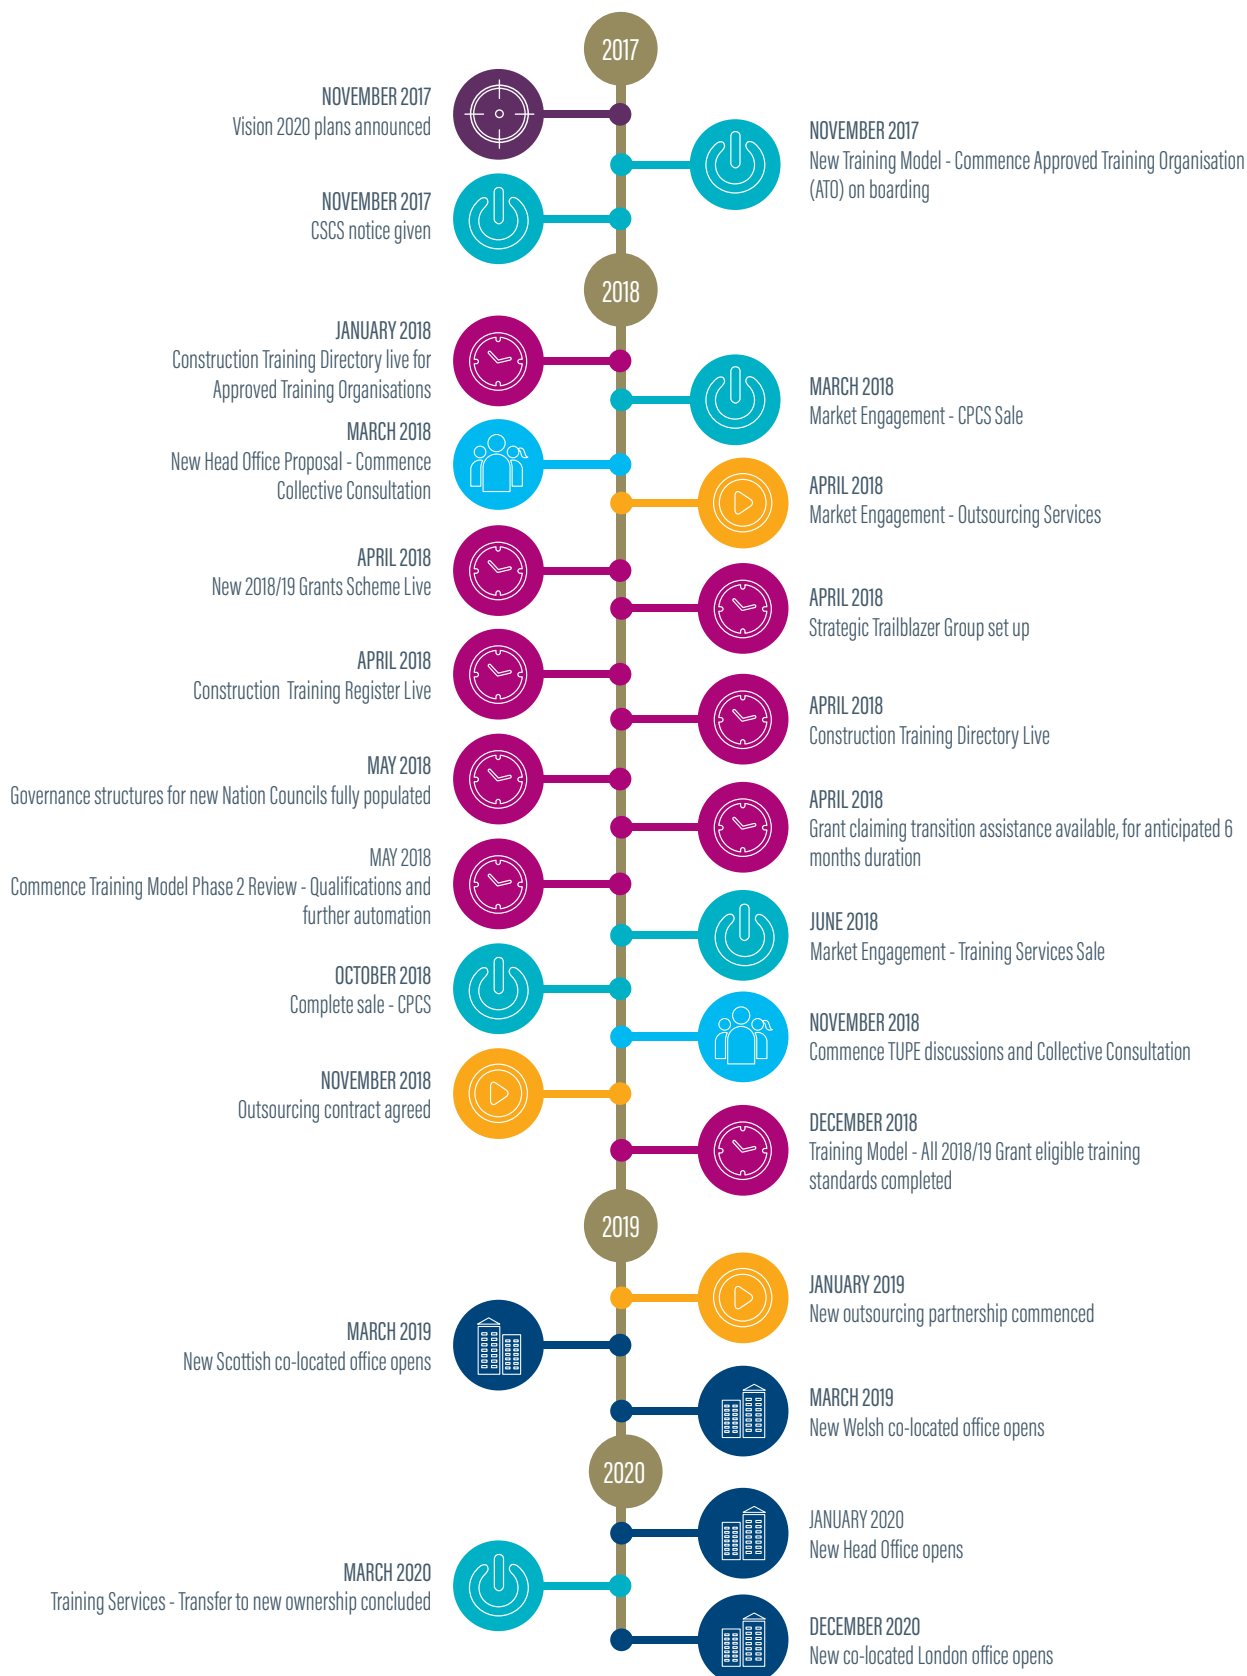 2017
NOVEMBER 2017
Vision 2020 plans announced
NOVEMBER 2017
New Training Model - Commence Approved Training Organisation
(ATO) on boarding
NOVEMBER 2017
CSCS notice given
2018
JANUARY 2018
Construction Training Directory live for
Approved Training Organisations
MARCH 2018
Market Engagement - CPCS Sale
MARCH 2018
New Head Office Proposal - Commence
Collective Consultation
APRIL 2018
Market Engagement - Outsourcing Services
APRIL 2018
New 2018/19 Grants Scheme Live
APRIL 2018
Strategic Trailblazer Group set up
APRIL 2018
Construction Training Register Live
APRIL 2018
Construction Training Directory Live
MAY 2018
Governance structures for new Nation Councils fully populated
APRIL 2018
Grant claiming transition assistance available, for anticipated 6
months duration
MAY 2018
Commence Training Model Phase 2 Review - Qualifications and
further automation
JUNE 2018
Market Engagement - Training Services Sale
OCTOBER 2018
Complete sale - CPCS
NOVEMBER 2018
Commence TUPE discussions and Collective Consultation
NOVEMBER 2018
Outsourcing contract agreed
DECEMBER 2018
Training Model - All 2018/19 Grant eligible training
standards completed
2019
JANUARY 2019
New outsourcing partnership commenced
MARCH 2019
New Scottish co-located office opens
MARCH 2019
New Welsh co-located office opens
2020
JANUARY 2020
New Head Office opens
MARCH 2020
Training Services - Transfer to new ownership concluded
DECEMBER 2020
New co-located London office opens